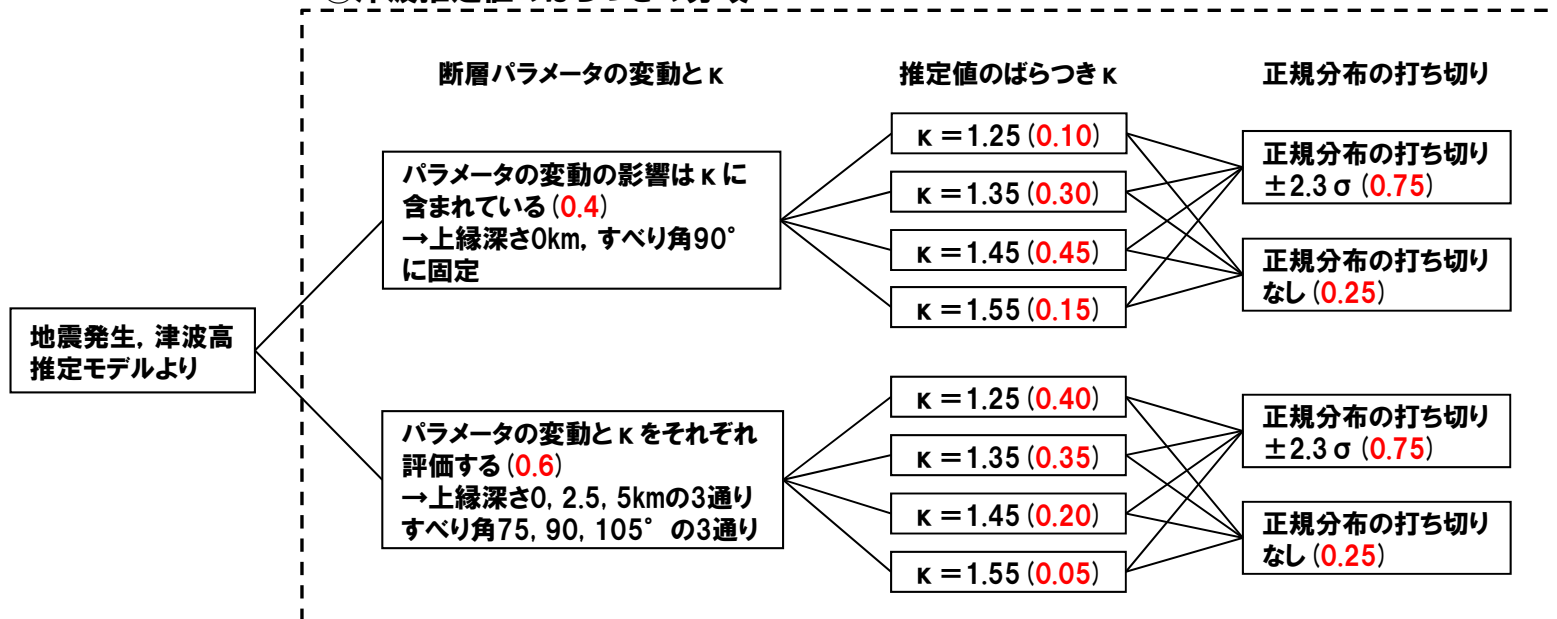 断層パラメータの変動とκ
推定値のばらつきκ
正規分布の打ち切り
地震発生，津波高
推定モデルより
パラメータの変動の影響はκに
含まれている(0.4)
→上縁深さ0km，すべり角90°
に固定
κ＝1.25(0.10)
κ＝1.35(0.30)
κ＝1.45(0.45)
κ＝1.55(0.15)
正規分布の打ち切り
±2.3σ(0.75)
正規分布の打ち切り
なし(0.25)
パラメータの変動とκをそれぞれ
評価する(0.6)
→上縁深さ0, 2.5, 5kmの3通り
すべり角75, 90, 105°の3通り
κ＝1.25(0.40)
κ＝1.35(0.35)
κ＝1.45(0.20)
κ＝1.55(0.05)
正規分布の打ち切り
±2.3σ(0.75)
正規分布の打ち切り
なし(0.25)